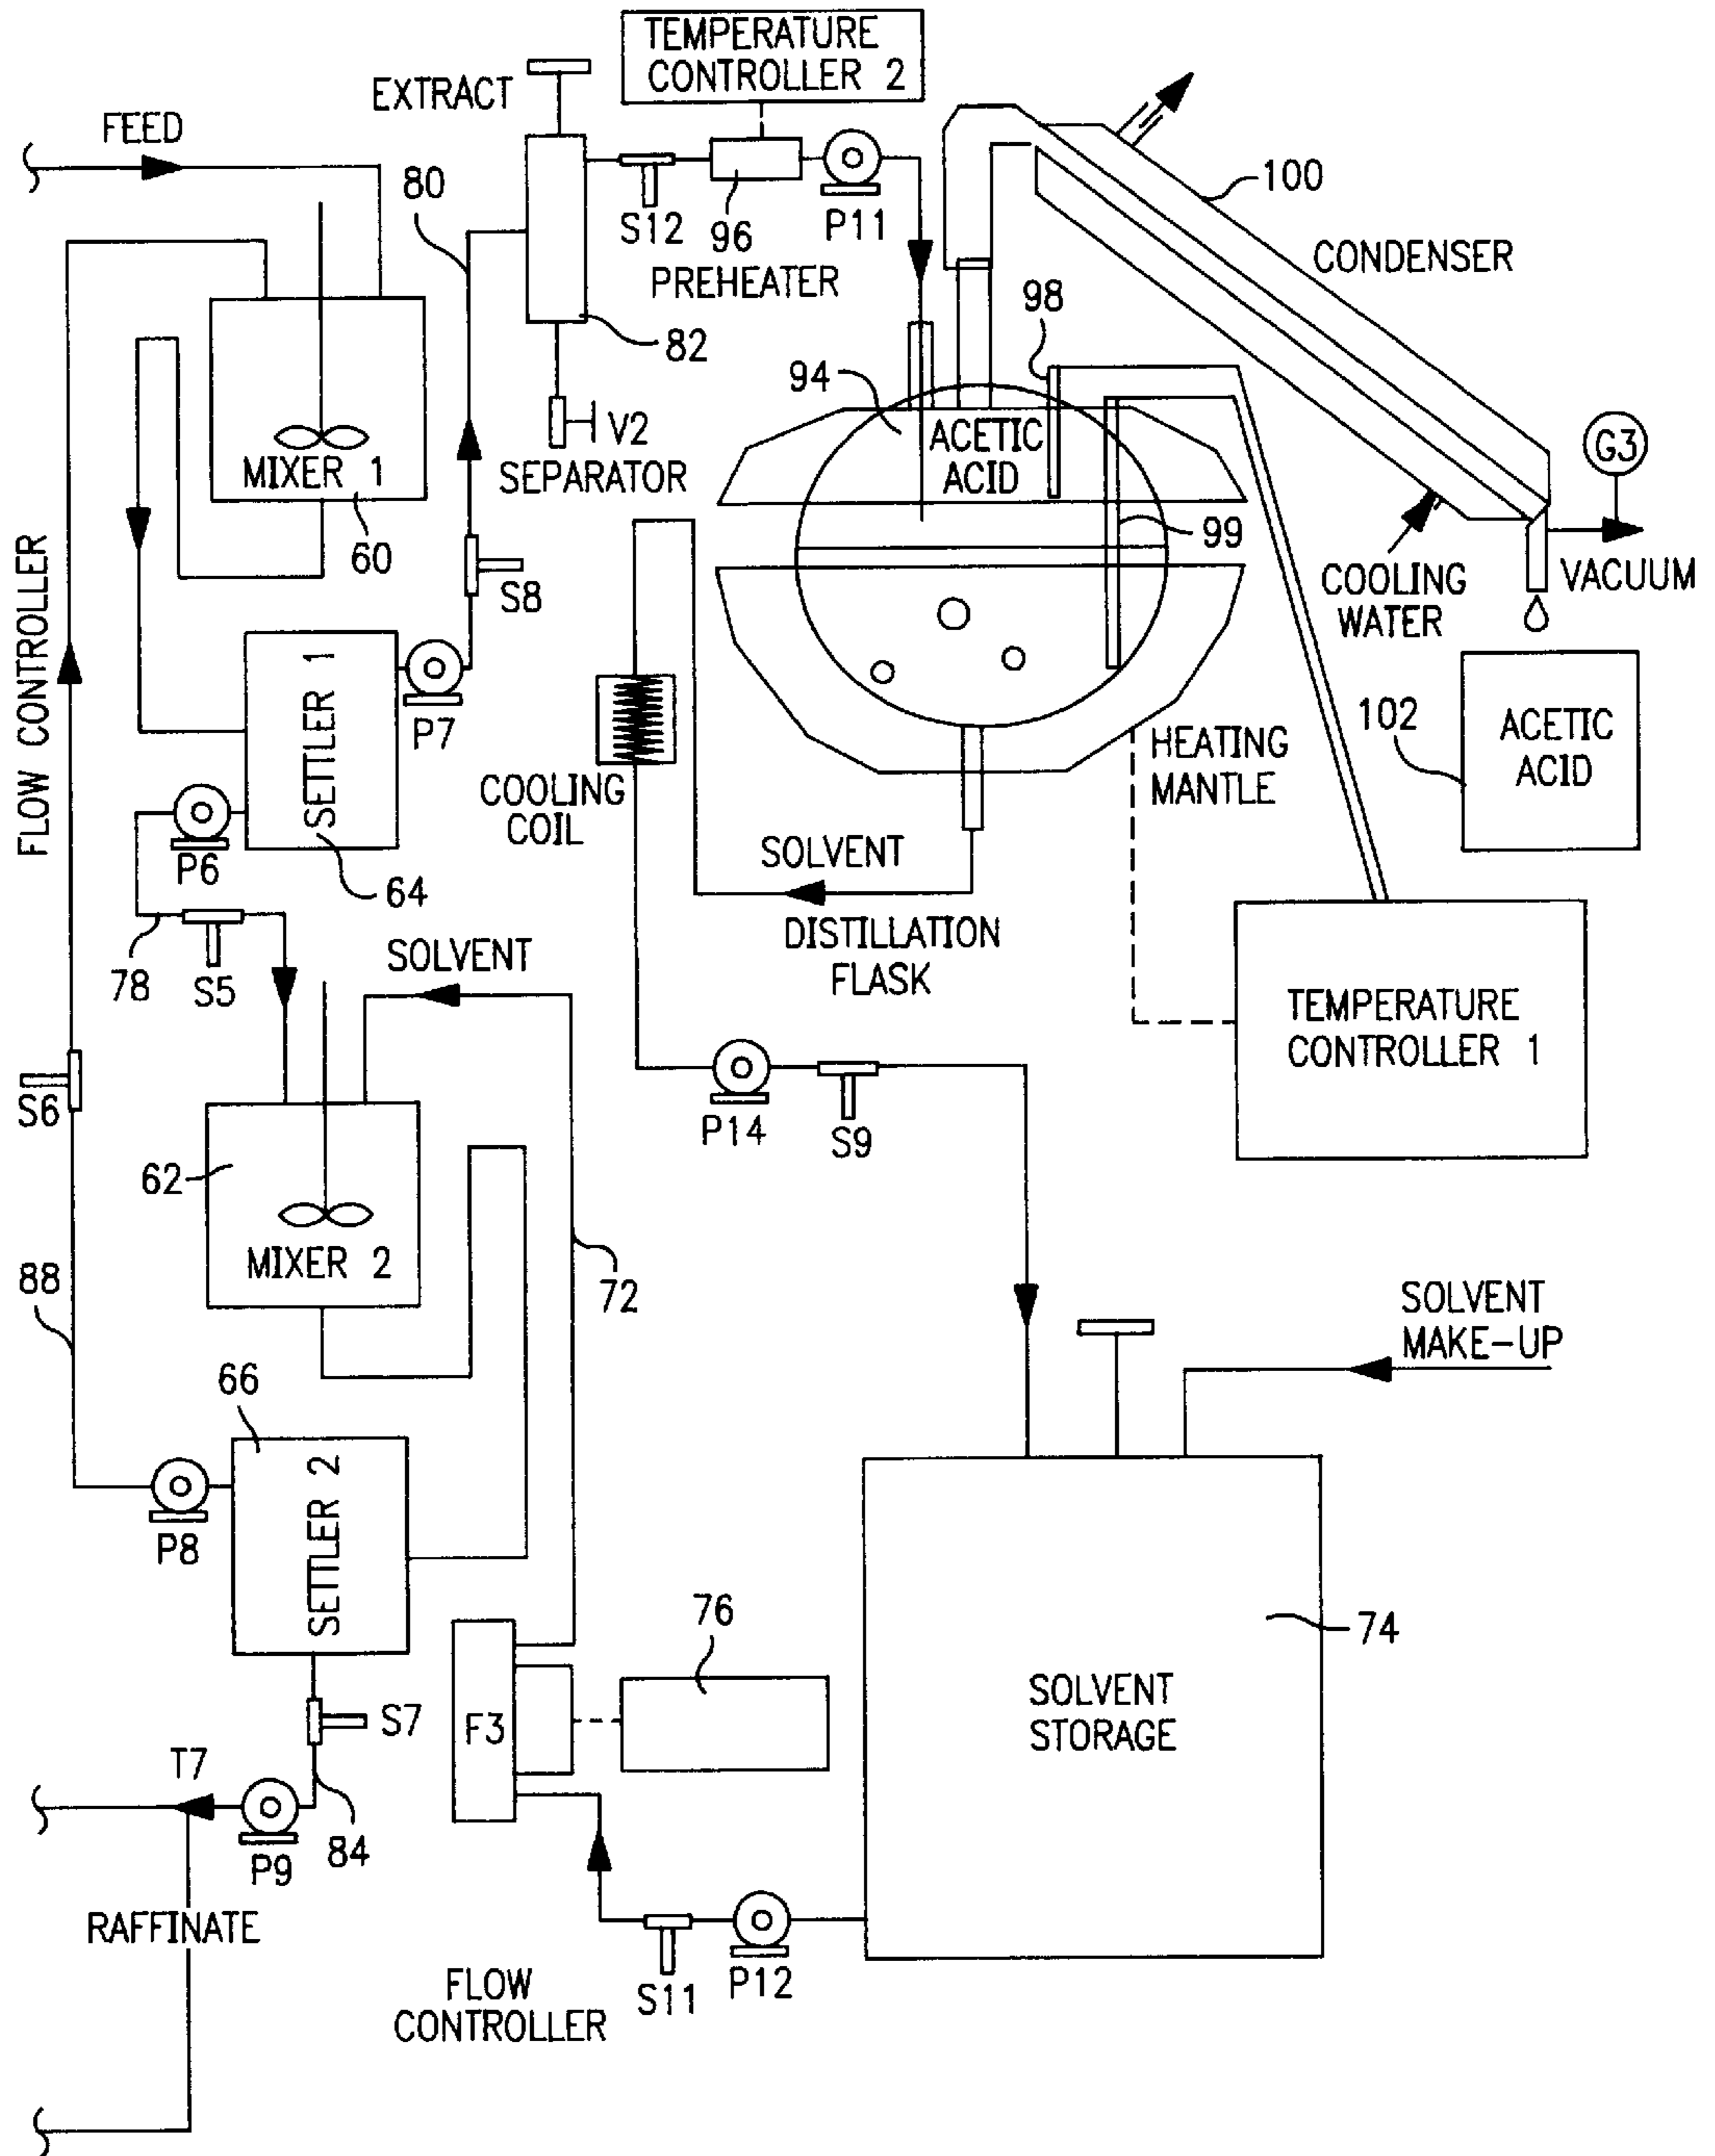 TEMPERATURE
CONTROLLER 2
EXTRACT
FEED
80
S12
96
P11
PREHEATER
100
CONDENSER
98
82
94
V2
SEPARATOR
ACETIC
ACID
G3
MIXER 1
60
99
FLOW CONTROLLER
S8
COOLING
WATER
VACUUM
SETTLER 1
P7
102
ACETIC
ACID
HEATING
MANTLE
COOLING
COIL
P6
64
SOLVENT
DISTILLATION
FLASK
78
S5
SOLVENT
TEMPERATURE
CONTROLLER 1
S6
P14
S9
62
MIXER 2
88
72
SOLVENT
MAKE-UP
66
SETTLER 2
P8
76
74
SOLVENT
STORAGE
S7
F3
T7
84
P9
RAFFINATE
S11
P12
FLOW
CONTROLLER